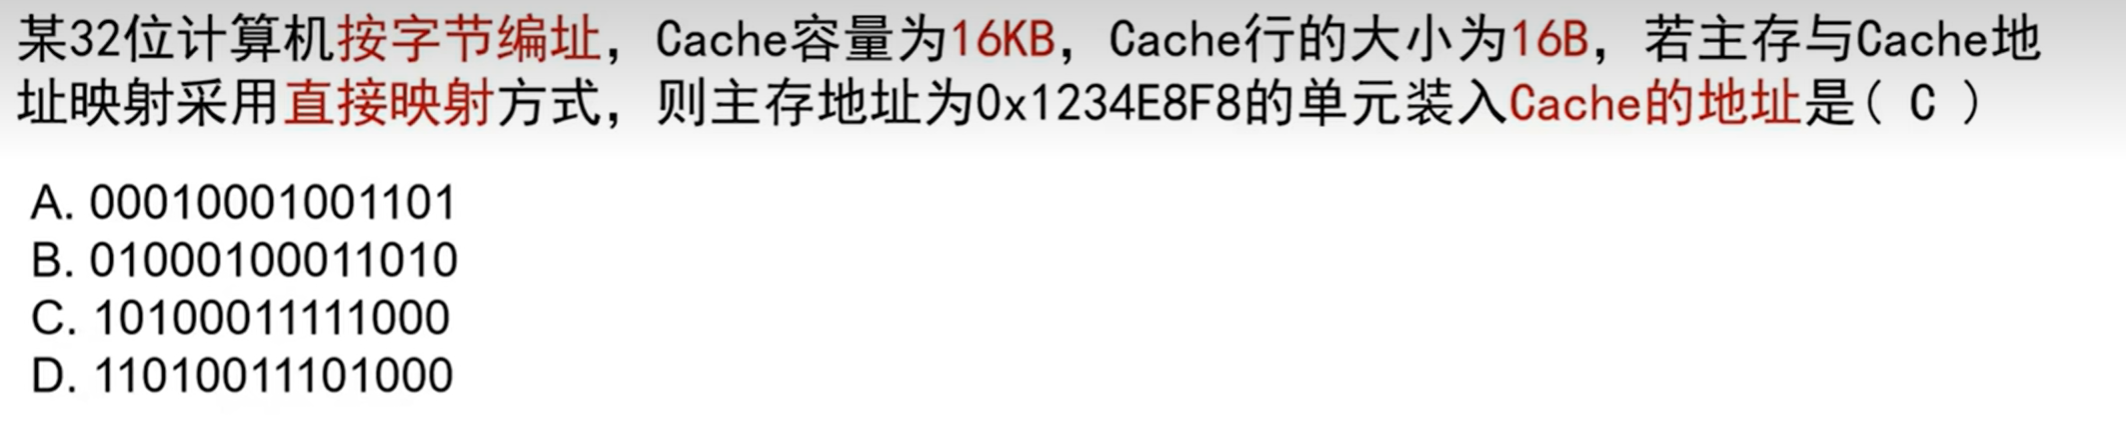 某32位计算机按字节编址，Cache容量为16KB，Cache行的大小为16B，若主存与Cache地
址映射采用直接映射方式，则主存地址为0x1234E8F8的单元装入Cache的地址是( C )
A. 00010001001101
B. 01000100011010
C. 10100011111000
D. 11010011101000